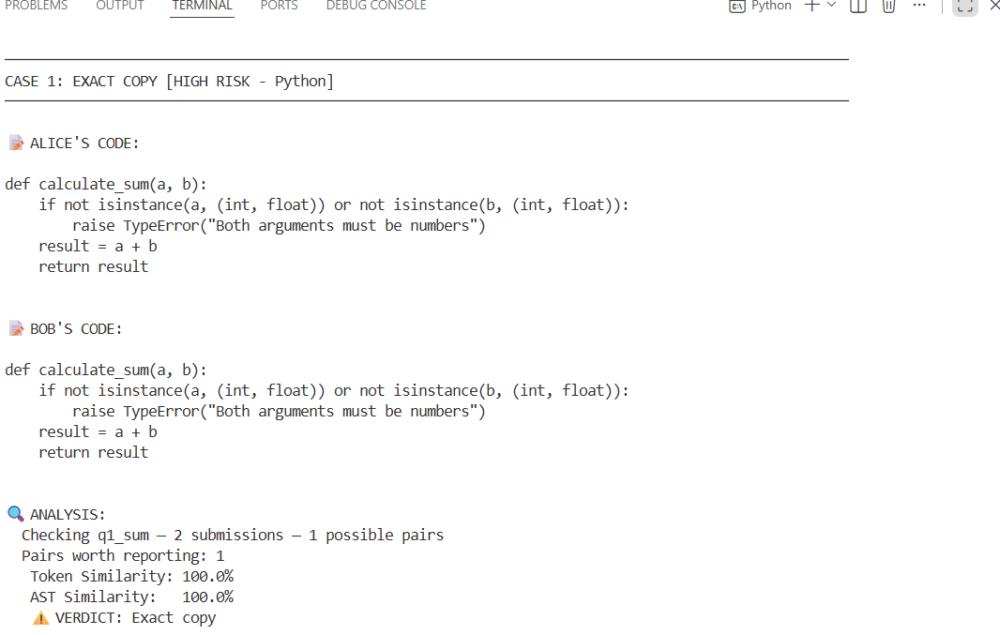 PROBLEMS OUTPUT TERMINAL PORTS DEBUG CONSOLE Python
CASE 1: EXACT COPY [HIGH RISK - Python]
ALICE'S CODE:
def calculate_sum(a, b):
    if not isinstance(a, (int, float)) or not isinstance(b, (int, float)):
        raise TypeError("Both arguments must be numbers")
    result = a + b
    return result
BOB'S CODE:
def calculate_sum(a, b):
    if not isinstance(a, (int, float)) or not isinstance(b, (int, float)):
        raise TypeError("Both arguments must be numbers")
    result = a + b
    return result
ANALYSIS:
  Checking q1_sum — 2 submissions — 1 possible pairs
  Pairs worth reporting: 1
   Token Similarity: 100.0%
   AST Similarity:   100.0%
   VERDICT: Exact copy